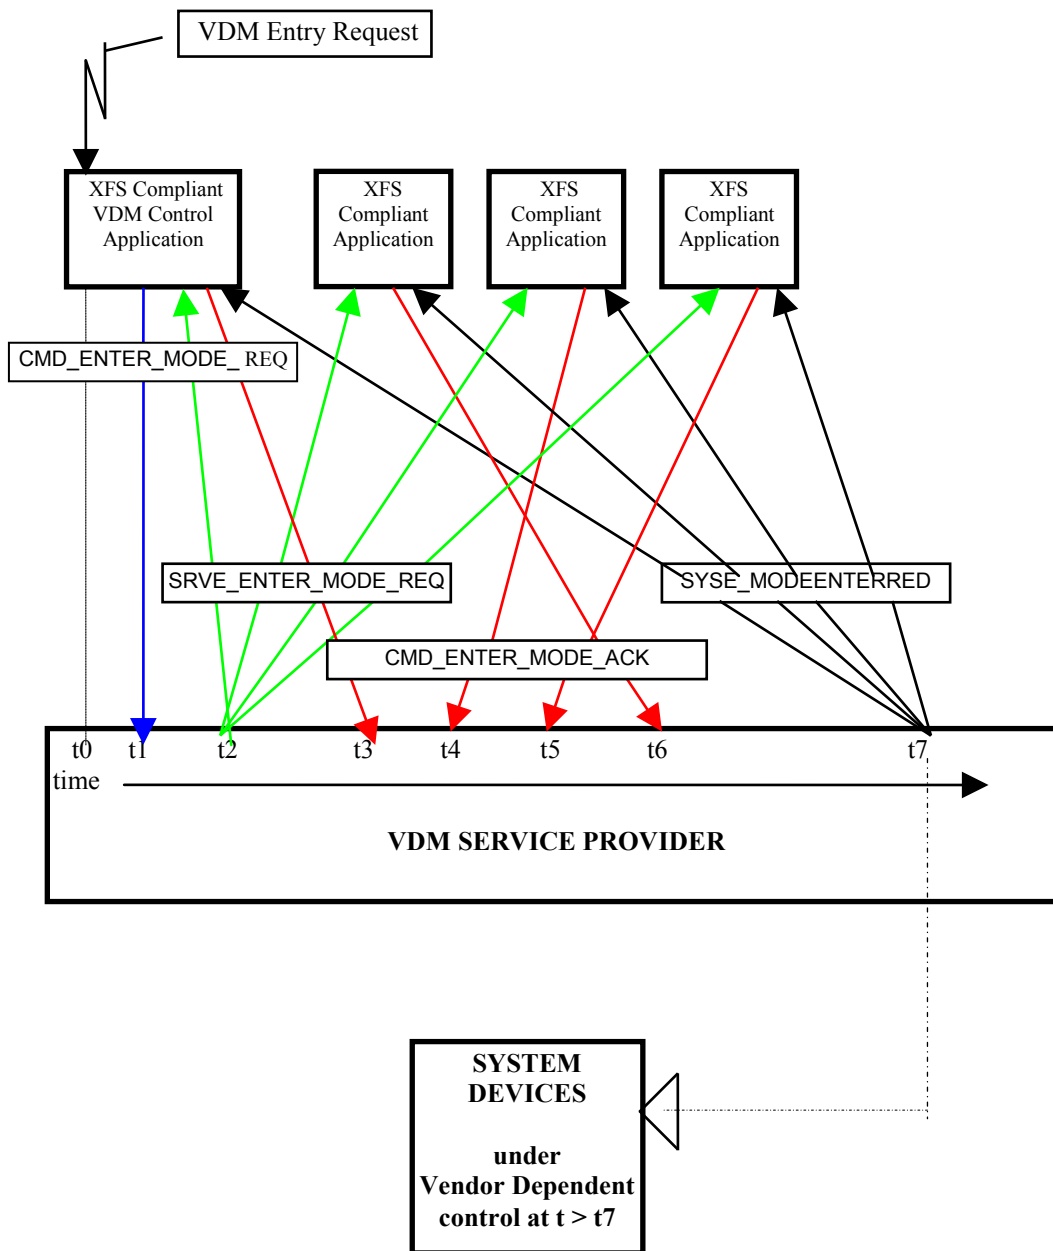 VDM Entry Request
XFS Compliant
VDM Control
Application
XFS
Compliant
Application
XFS
Compliant
Application
XFS
Compliant
Application
CMD_ENTER_MODE_ REQ
SRVE_ENTER_MODE_REQ
SYSE_MODEENTERRED
CMD_ENTER_MODE_ACK
t0 t1 t2 t3 t4 t5 t6 t7
time
VDM SERVICE PROVIDER
SYSTEM
DEVICES
under
Vendor Dependent
control at t > t7